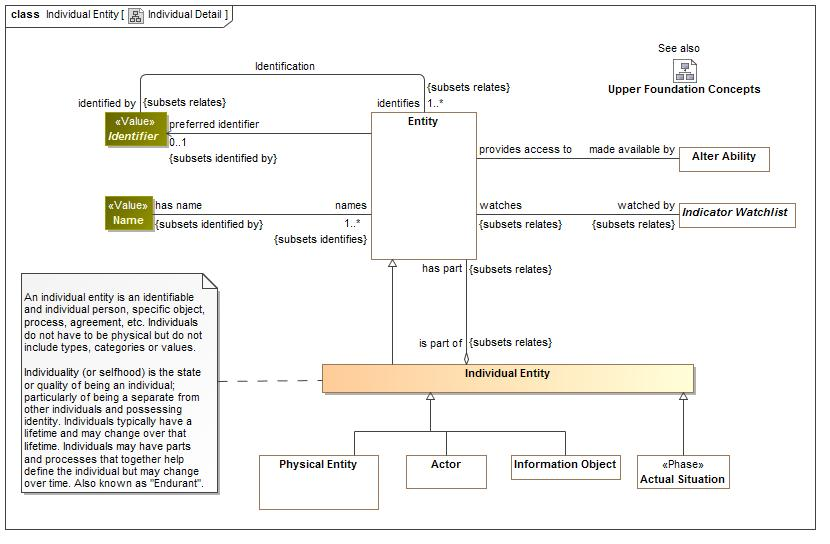 class Individual Entity [ Individual Detail ]
See also
Upper Foundation Concepts
Identification
identified by
{subsets relates}
{subsets relates}
identifies
1..*
«Value»
Identifier
preferred identifier
0..1
{subsets identified by}
Entity
provides access to
made available by
Alter Ability
«Value»
Name
has name
{subsets identified by}
names
1..*
{subsets identifies}
watches
{subsets relates}
watched by
{subsets relates}
Indicator Watchlist
has part
{subsets relates}
is part of
{subsets relates}
An individual entity is an identifiable
and individual person, specific object,
process, agreement, etc. Individuals
do not have to be physical but do not
include types, categories or values.
Individuality (or selfhood) is the state
or quality of being an individual;
particularly of being a separate from
other individuals and possessing
identity. Individuals typically have a
lifetime and may change over that
lifetime. Individuals may have parts
and processes that together help
define the individual but may change
over time. Also known as "Endurant".
Individual Entity
Physical Entity
Actor
Information Object
«Phase»
Actual Situation